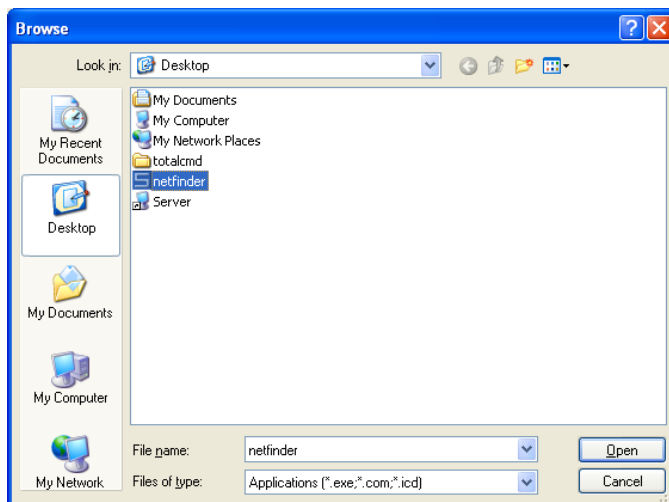 Browse
Look in:
Desktop
My Recent
Documents
Desktop
My Documents
My Computer
My Network
My Documents
My Computer
My Network Places
totalcmd
netfinder
Server
File name:
netfinder
Open
Files of type:
Applications (*.exe;*.com;*.icd)
Cancel